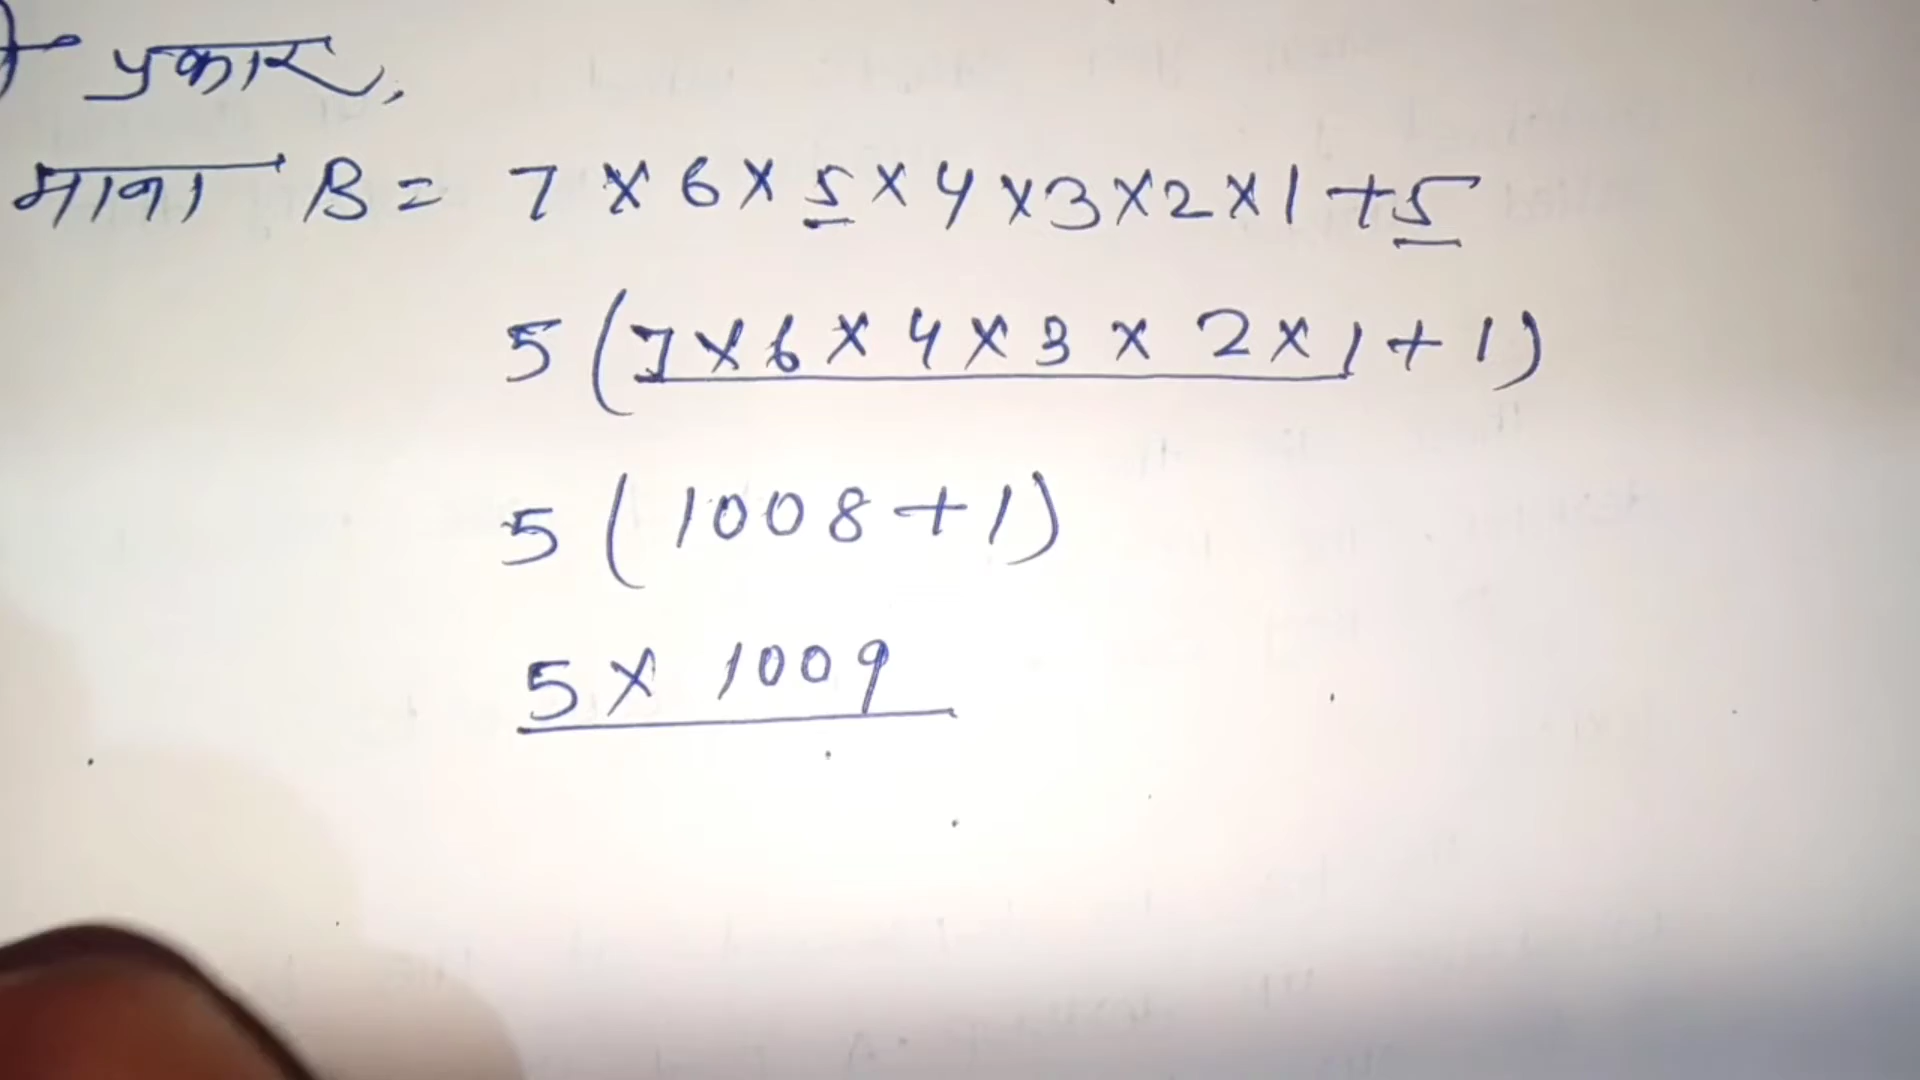 प्रकार,
माना B = 7 × 6 × 5 × 4 × 3 × 2 × 1 + 5
5 ( 7 × 6 × 4 × 3 × 2 × 1 + 1 )
5 ( 1008 + 1 )
5 × 1009